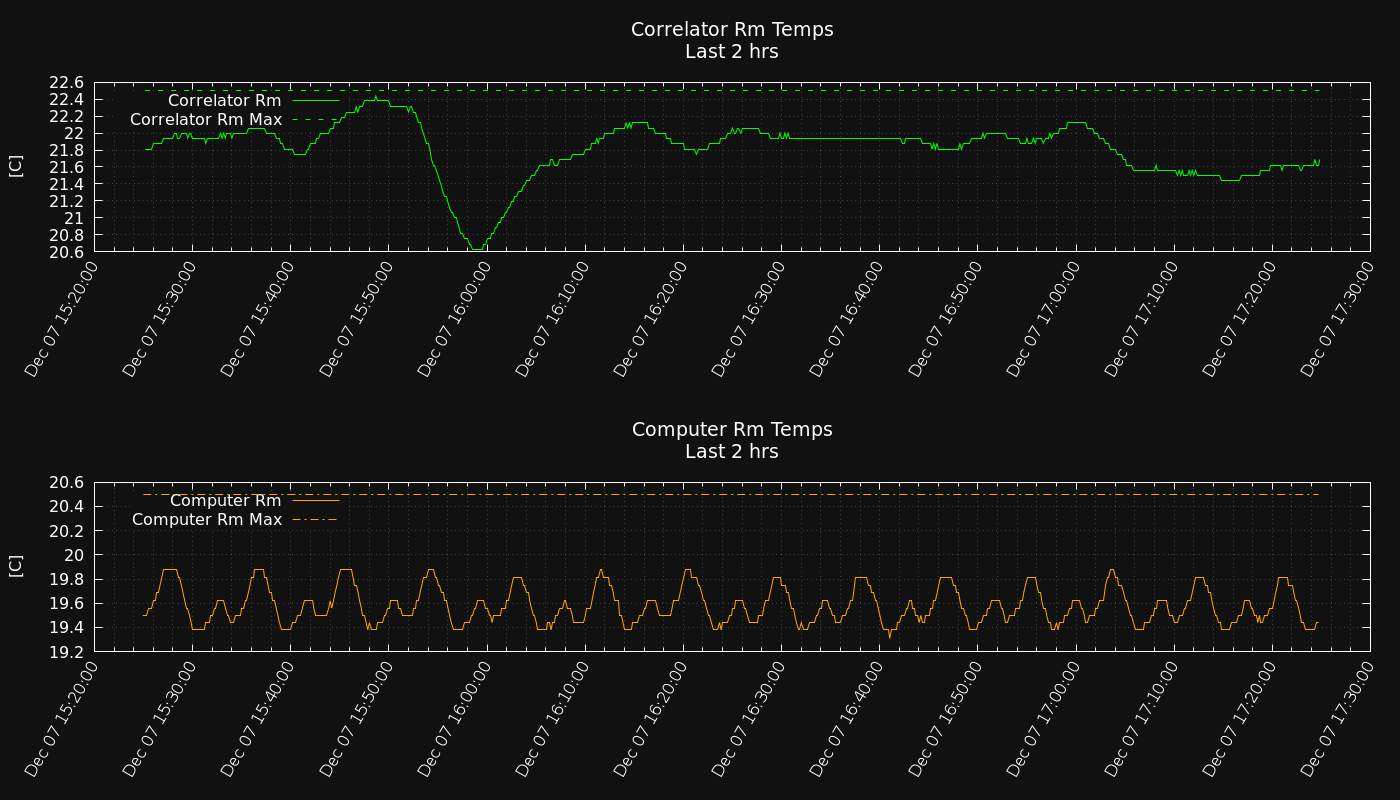 Correlator Rm Temps
Last 2 hrs
22.6
22.4
22.2
22
21.8
21.6
21.4
21.2
21
20.8
20.6
[C]
Correlator Rm
Correlator Rm Max
Dec 07 15:20:00
Dec 07 15:30:00
Dec 07 15:40:00
Dec 07 15:50:00
Dec 07 16:00:00
Dec 07 16:10:00
Dec 07 16:20:00
Dec 07 16:30:00
Dec 07 16:40:00
Dec 07 16:50:00
Dec 07 17:00:00
Dec 07 17:10:00
Dec 07 17:20:00
Dec 07 17:30:00
Computer Rm Temps
Last 2 hrs
20.6
20.4
20.2
20
19.8
19.6
19.4
19.2
[C]
Computer Rm
Computer Rm Max
Dec 07 15:20:00
Dec 07 15:30:00
Dec 07 15:40:00
Dec 07 15:50:00
Dec 07 16:00:00
Dec 07 16:10:00
Dec 07 16:20:00
Dec 07 16:30:00
Dec 07 16:40:00
Dec 07 16:50:00
Dec 07 17:00:00
Dec 07 17:10:00
Dec 07 17:20:00
Dec 07 17:30:00